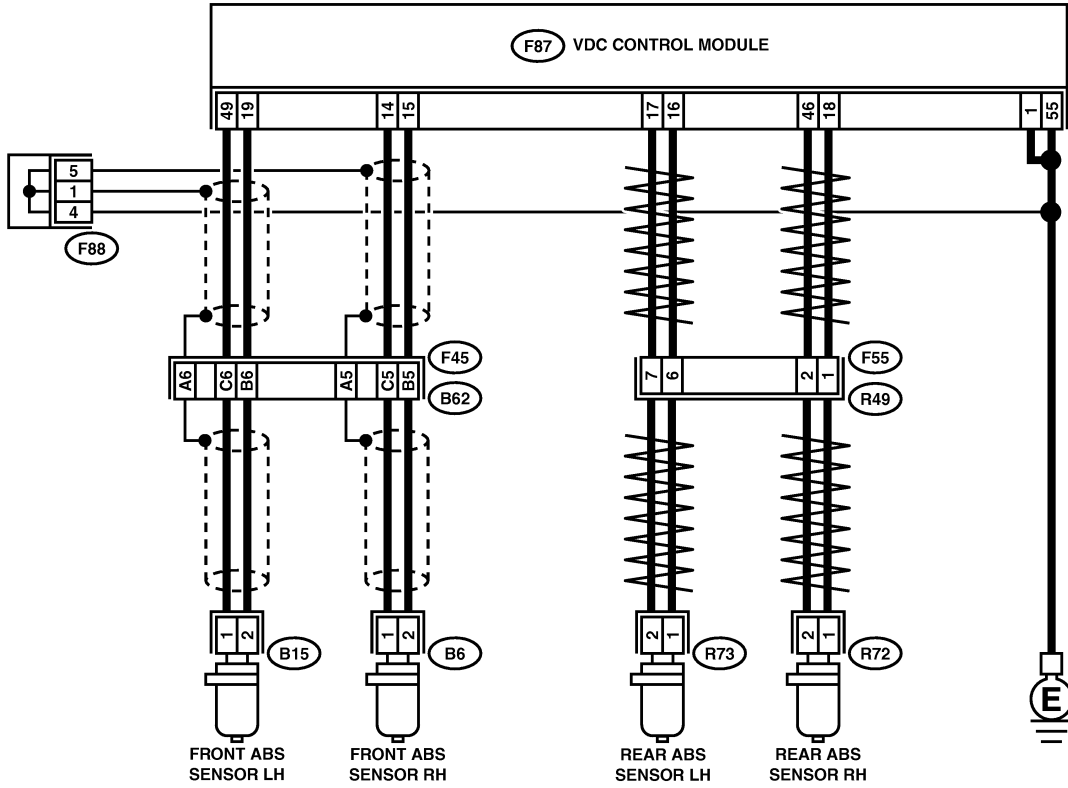 F87 VDC CONTROL MODULE
49 19 14 15 17 16 46 18 1 55
5
1
4
F88
F45
F55
A6 C6 B6 A5 C5 B5
7 6 2 1
B62
R49
1 2 1 2 2 1 2 1
B15 B6 R73 R72
E
FRONT ABS
SENSOR LH
FRONT ABS
SENSOR RH
REAR ABS
SENSOR LH
REAR ABS
SENSOR RH